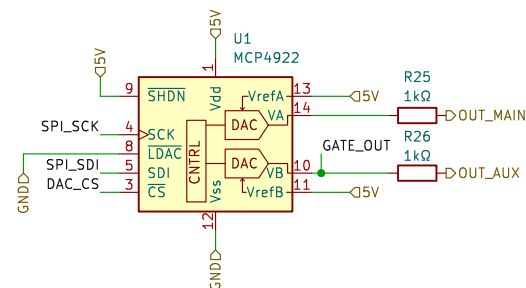 5V
U1
MCP4922
5V
1
Vdd
9
SHDN
VrefA
13
5V
R25
1kΩ
VA
14
OUT_MAIN
DAC
SPI_SCK
4
SCK
8
LDAC
CNTRL
GATE_OUT
R26
1kΩ
SPI_SDI
5
SDI
DAC
VB
10
OUT_AUX
DAC_CS
3
CS
Vss
VrefB
11
5V
GND
12
GND